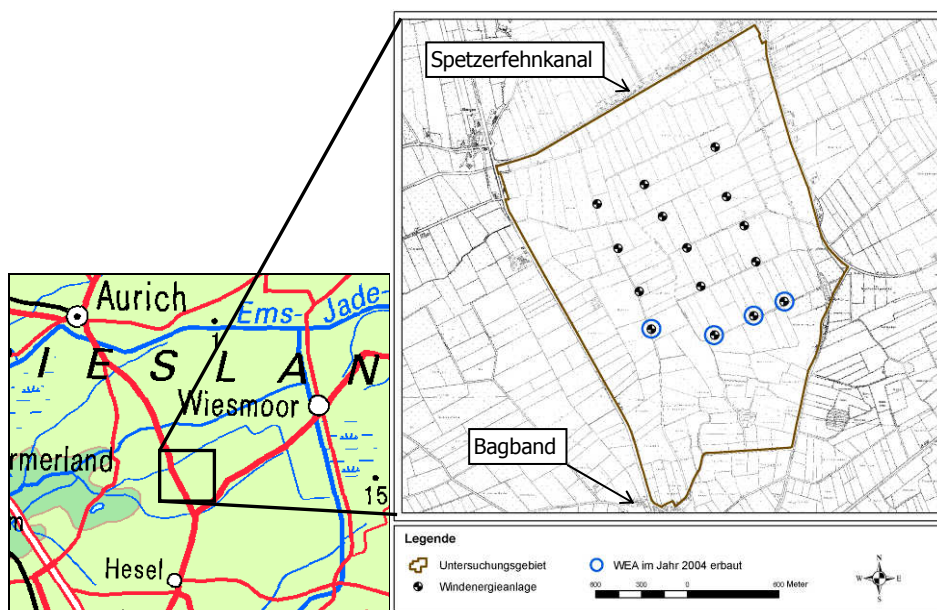 Spetzerfehnkanal
Bagband
Aurich
Ems-
Jade-
1
I E S L A N
Wiesmoor
rmerland
15
m
Hesel
Legende
Untersuchungsgebiet
WEA im Jahr 2004 erbaut
Windenergieanlage
600 300 0 600 Meter
N
W
E
S